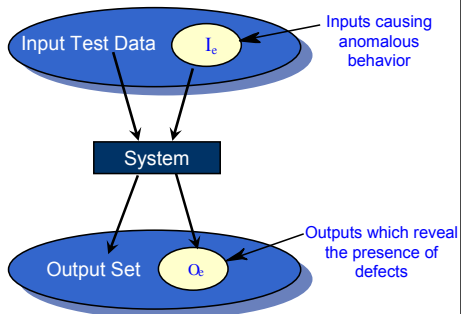 Input Test Data
Ie
Inputs causing
anomalous
behavior
System
Output Set
Oe
Outputs which reveal
the presence of
defects